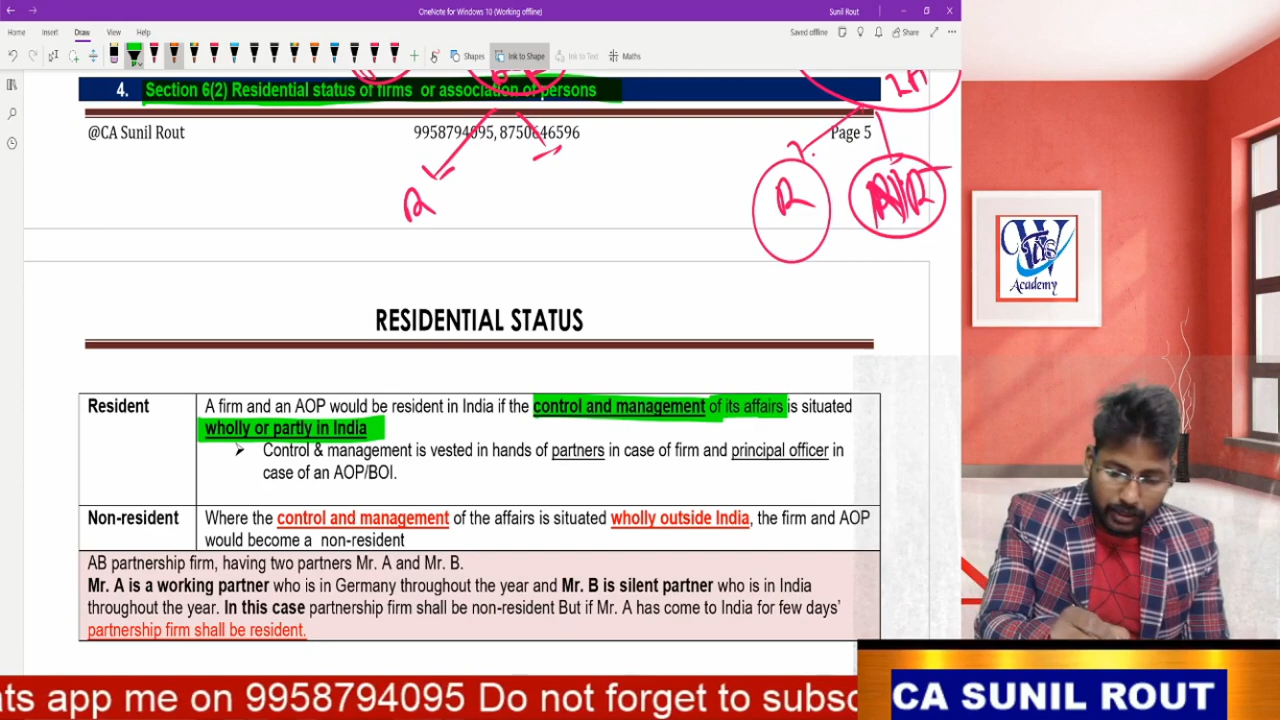 OneNote for Windows 10 (Working offline)
Sunil Rout
Home Insert Draw View Help
Saved offline
Share
Shapes
Ink to Shape
Ink to Text
Maths
4. Section 6(2) Residential status of firms or association of persons
@CA Sunil Rout 9958794095, 8750646596 Page 5
R
R
RESIDENTIAL STATUS
Resident
A firm and an AOP would be resident in India if the control and management of its affairs is situated
wholly or partly in India
➢ Control & management is vested in hands of partners in case of firm and principal officer in
case of an AOP/BOI.
Non-resident
Where the control and management of the affairs is situated wholly outside India, the firm and AOP
would become a non-resident
AB partnership firm, having two partners Mr. A and Mr. B.
Mr. A is a working partner who is in Germany throughout the year and Mr. B is silent partner who is in India
throughout the year. In this case partnership firm shall be non-resident But if Mr. A has come to India for few days'
partnership firm shall be resident.
W
TYS
Academy
ats app me on 9958794095 Do not forget to subsc
CA SUNIL ROUT